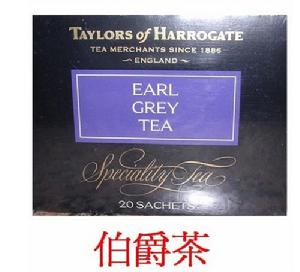 TAYLORS of HARROGATE
TEA MERCHANTS SINCE 1886
ENGLAND
EARL
GREY
TEA
Speciality Tea
20 SACHETS
伯爵茶